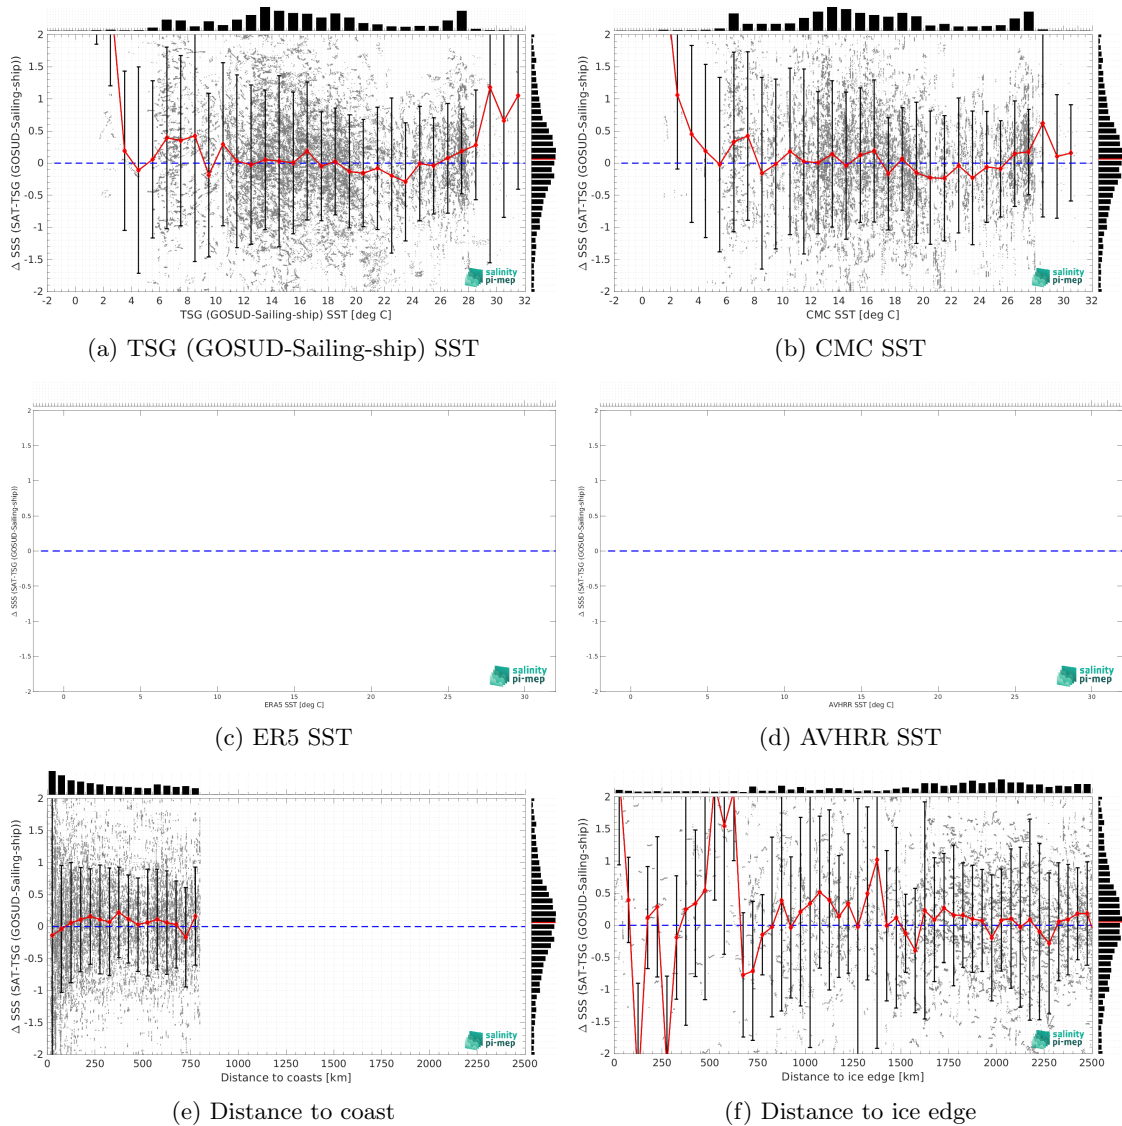 Δ SSS (SAT-TSG (GOSUD-Sailing-ship))
2
1.5
1
0.5
0
-0.5
-1
-1.5
-2
-2 0 2 4 6 8 10 12 14 16 18 20 22 24 26 28 30 32
TSG (GOSUD-Sailing-ship) SST [deg C]
salinity
pi-mep
(a) TSG (GOSUD-Sailing-ship) SST
Δ SSS (SAT-TSG (GOSUD-Sailing-ship))
2
1.5
1
0.5
0
-0.5
-1
-1.5
-2
-2 0 2 4 6 8 10 12 14 16 18 20 22 24 26 28 30 32
CMC SST [deg C]
salinity
pi-mep
(b) CMC SST
Δ SSS (SAT-TSG (GOSUD-Sailing-ship))
2
1.5
1
0.5
0
-0.5
-1
-1.5
-2
0 5 10 15 20 25 30
ERA5 SST [deg C]
salinity
pi-mep
(c) ER5 SST
Δ SSS (SAT-TSG (GOSUD-Sailing-ship))
2
1.5
1
0.5
0
-0.5
-1
-1.5
-2
0 5 10 15 20 25 30
AVHRR SST [deg C]
salinity
pi-mep
(d) AVHRR SST
Δ SSS (SAT-TSG (GOSUD-Sailing-ship))
2
1.5
1
0.5
0
-0.5
-1
-1.5
-2
0 250 500 750 1000 1250 1500 1750 2000 2250 2500
Distance to coasts [km]
salinity
pi-mep
(e) Distance to coast
Δ SSS (SAT-TSG (GOSUD-Sailing-ship))
2
1.5
1
0.5
0
-0.5
-1
-1.5
-2
0 250 500 750 1000 1250 1500 1750 2000 2250 2500
Distance to ice edge [km]
salinity
pi-mep
(f) Distance to ice edge